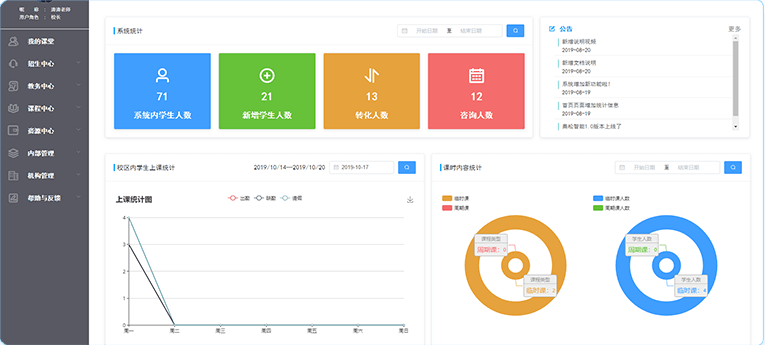 昵 称 : 唐唐老师
用户角色 : 校长
我的课堂
招生中心
教务中心
课程中心
资源中心
内部管理
机构管理
帮助与反馈
系统统计
开始日期 至 结束日期
71
系统内学生人数
21
新增学生人数
13
转化人数
12
咨询人数
公告
更多
新增说明视频
2019-08-20
新增文档说明
2019-08-20
系统增加新功能啦!
2019-08-19
首页页面增加统计信息
2019-08-19
典松智能1.0版本上线了
校区内学生上课统计
2019/10/14—2019/10/20
2019-10-17
上课统计图
出勤
缺勤
请假
4
3
2
1
0
周一 周二 周三 周四 周五 周六 周日
课时内容统计
开始日期 至 结束日期
临时课
周期课
课程类型
周期课: 0
课程类型
临时课: 2
临时课人数
周期课人数
学生人数
周期课: 0
学生人数
临时课: 4